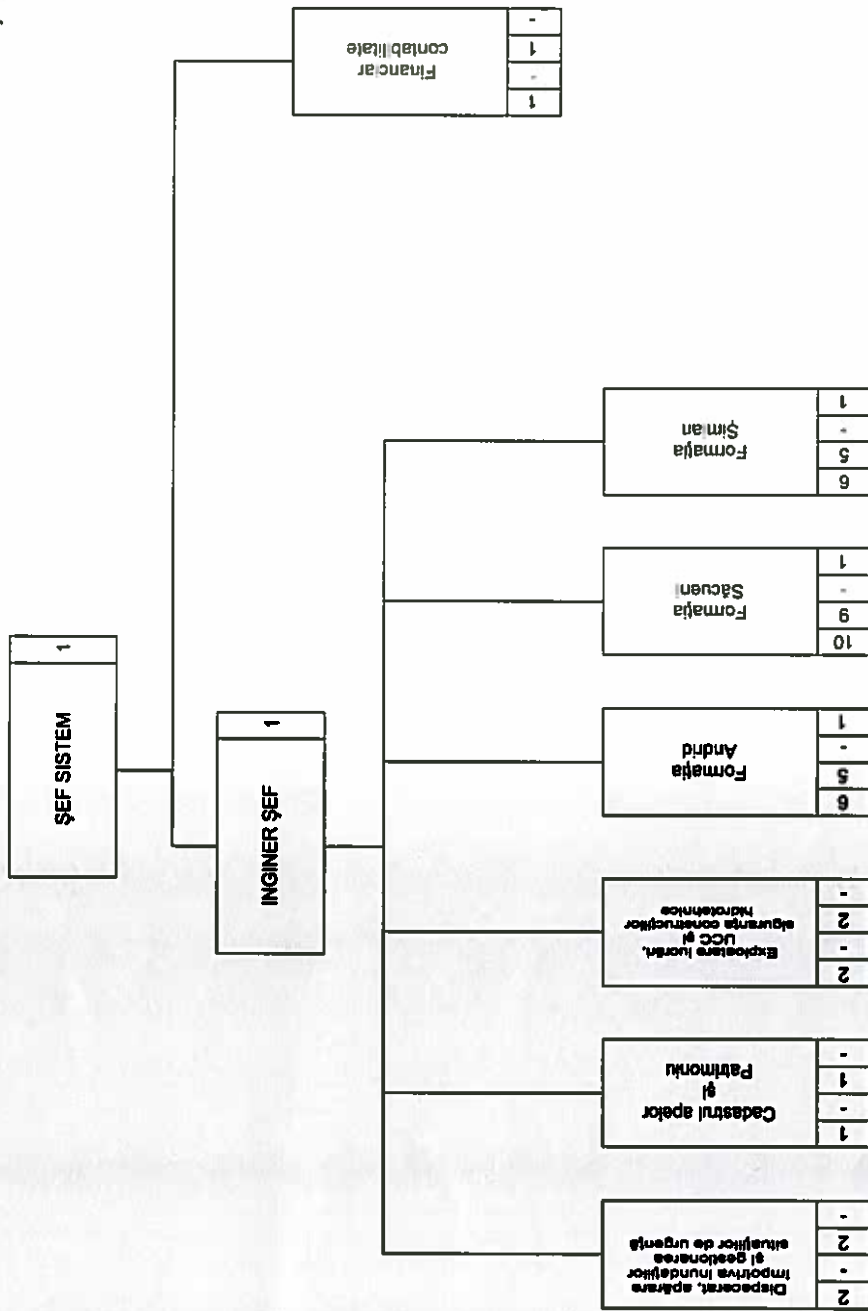 ŞEF SISTEM
1
INGINER ŞEF
1
Financiar
contabilitate
1
-
1
-
Dispecerat, apărare
împotriva inundaţiilor
şi gestionarea
situaţiilor de urgenţă
2
-
2
-
Cadastrul apelor
şi
Patrimoniu
1
-
1
-
Exploatare lucrări,
UCC şi
siguranţa construcţiilor
hidrotehnice
2
-
2
-
Formaţia
Andrid
6
5
-
1
Formaţia
Săcueni
10
9
-
1
Formaţia
Şimian
6
5
-
1